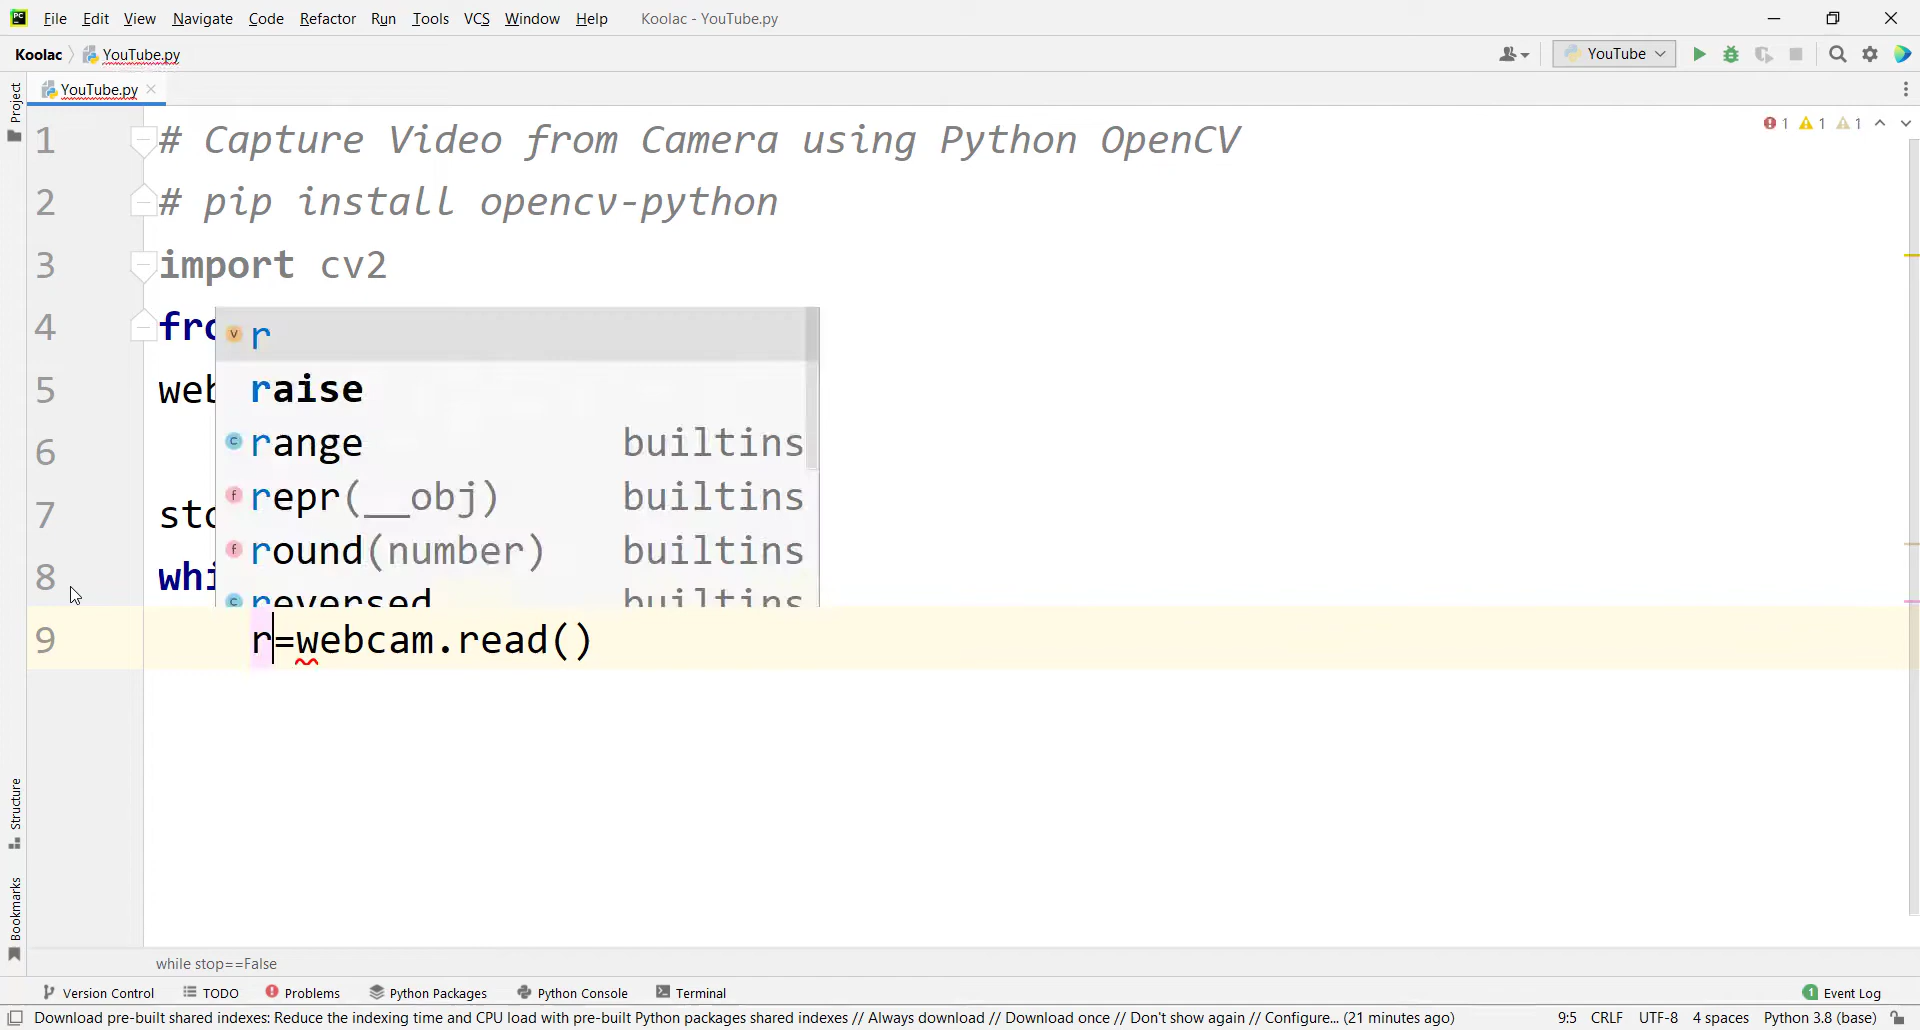 File Edit View Navigate Code Refactor Run Tools VCS Window Help Koolac - YouTube.py
Koolac YouTube.py YouTube
YouTube.py
1 # Capture Video from Camera using Python OpenCV
1 1 1
2 # pip install opencv-python
3 import cv2
4 fro
r
5 web
raise
6
range builtins
repr(__obj) builtins
7 sto
round(number) builtins
8 whi
reversed builtins
9 r=webcam.read()
Project
Structure
Bookmarks
while stop==False
Version Control TODO Problems Python Packages Python Console Terminal 1 Event Log
Download pre-built shared indexes: Reduce the indexing time and CPU load with pre-built Python packages shared indexes // Always download // Download once // Don't show again // Configure... (21 minutes ago) 9:5 CRLF UTF-8 4 spaces Python 3.8 (base)